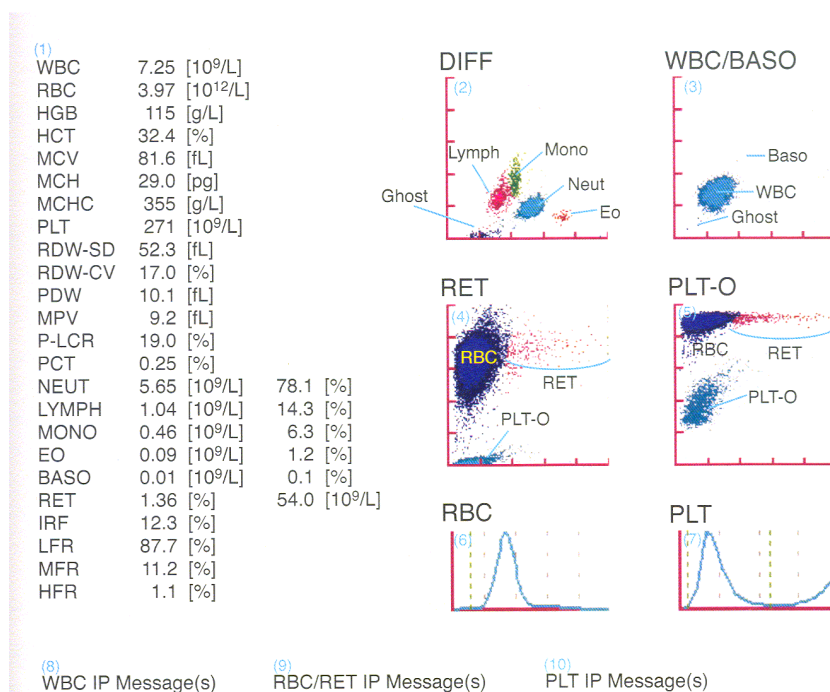 (1)
WBC 7.25 [10⁹/L]
RBC 3.97 [10¹²/L]
HGB 115 [g/L]
HCT 32.4 [%]
MCV 81.6 [fL]
MCH 29.0 [pg]
MCHC 355 [g/L]
PLT 271 [10⁹/L]
RDW-SD 52.3 [fL]
RDW-CV 17.0 [%]
PDW 10.1 [fL]
MPV 9.2 [fL]
P-LCR 19.0 [%]
PCT 0.25 [%]
NEUT 5.65 [10⁹/L] 78.1 [%]
LYMPH 1.04 [10⁹/L] 14.3 [%]
MONO 0.46 [10⁹/L] 6.3 [%]
EO 0.09 [10⁹/L] 1.2 [%]
BASO 0.01 [10⁹/L] 0.1 [%]
RET 1.36 [%] 54.0 [10⁹/L]
IRF 12.3 [%]
LFR 87.7 [%]
MFR 11.2 [%]
HFR 1.1 [%]
DIFF
(2)
Lymph
Mono
Neut
Ghost
Eo
WBC/BASO
(3)
Baso
WBC
Ghost
RET
(4)
RBC
RET
PLT-O
PLT-O
(5)
RBC
RET
PLT-O
RBC
(6)
PLT
(7)
(8)
WBC IP Message(s)
(9)
RBC/RET IP Message(s)
(10)
PLT IP Message(s)